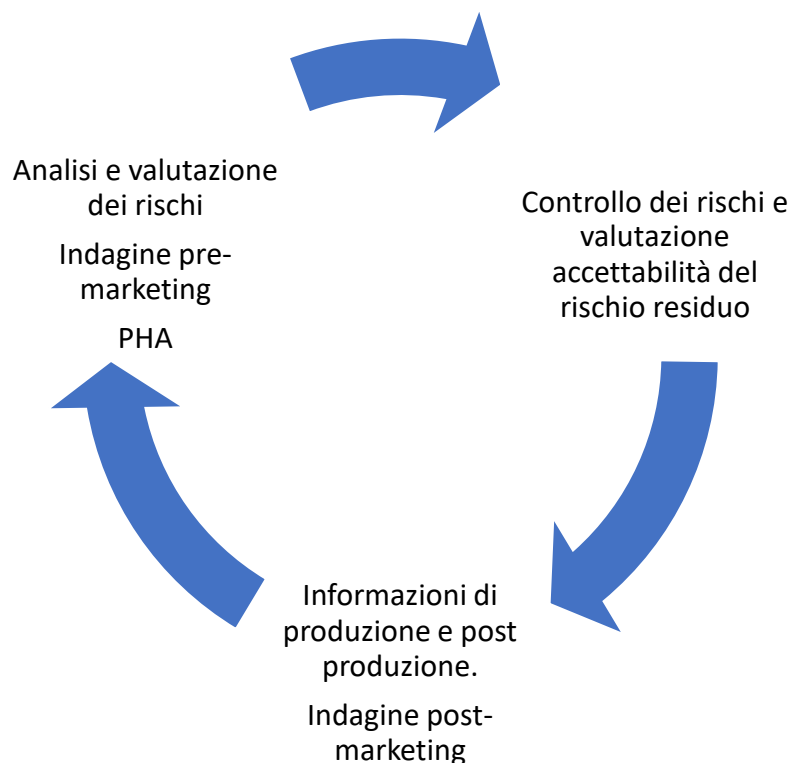 Analisi e valutazione
dei rischi
Indagine pre-
marketing
PHA
Controllo dei rischi e
valutazione
accettabilità del
rischio residuo
Informazioni di
produzione e post
produzione.
Indagine post-
marketing